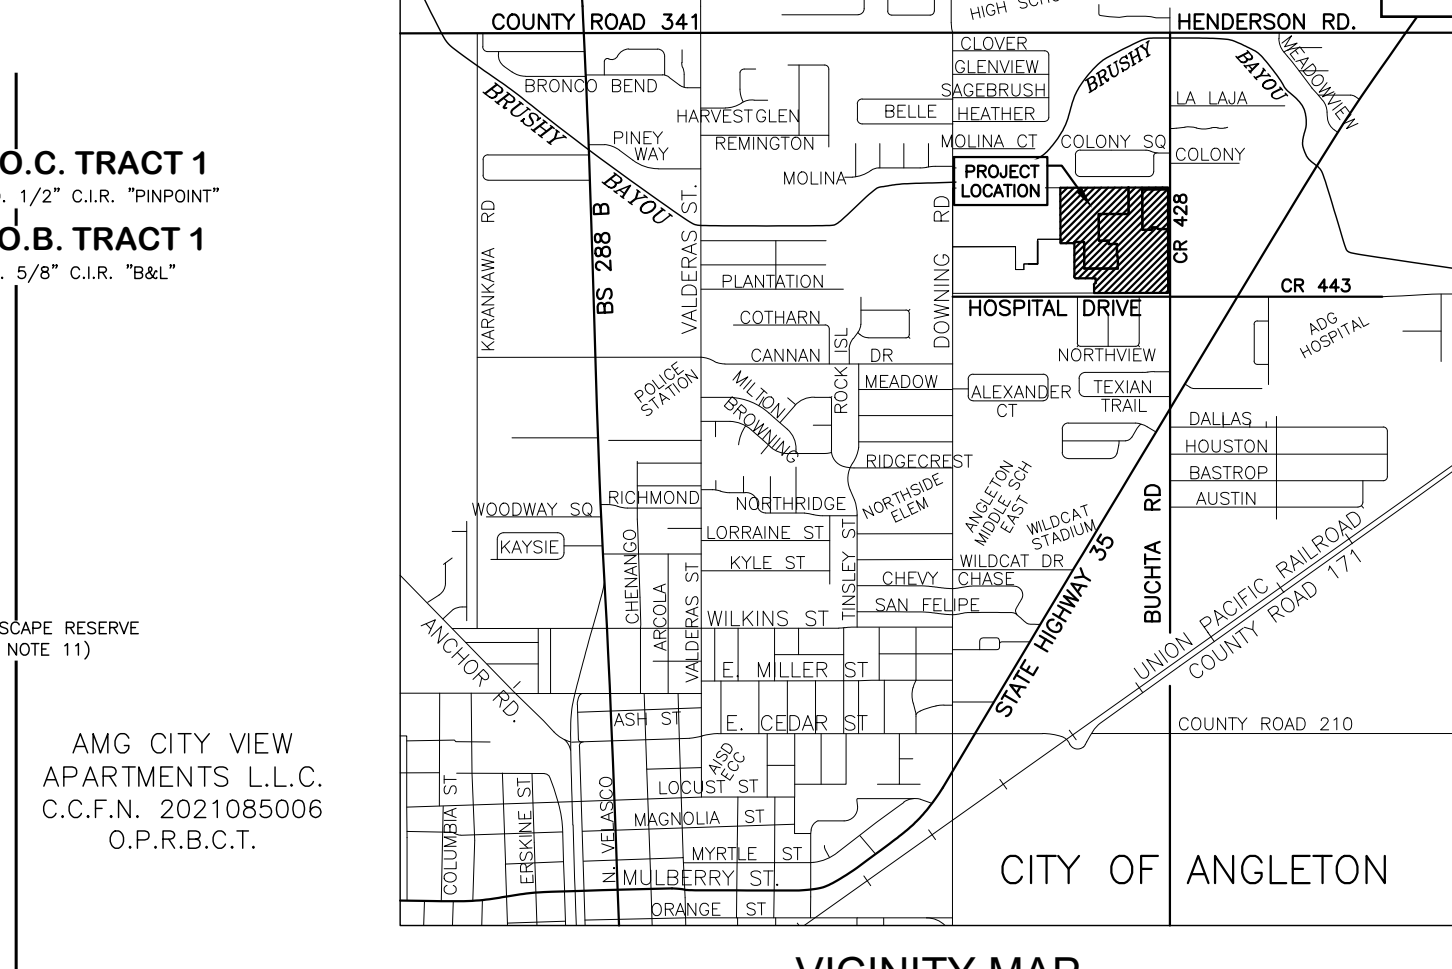 O.C. TRACT 1
. 1/2" C.I.R. "PINPOINT"
O.B. TRACT 1
. 5/8" C.I.R. "B&L"
SCAPE RESERVE
NOTE 11)
AMG CITY VIEW
APARTMENTS L.L.C.
C.C.F.N. 2021085006
O.P.R.B.C.T.
COUNTY ROAD 341
HIGH
HENDERSON RD.
CLOVER
GLENVIEW
SAGEBRUSH
HEATHER
BRUSHY
BAYOU
MEADOWVIEW
BRONCO BEND
BRUSHY
BAYOU
HARVESTGLEN
BELLE
LA LAJA
PINEY
WAY
REMINGTON
MOLINA CT
COLONY SQ
COLONY
MOLINA
PROJECT
LOCATION
KARANKAWA RD
BS 288 B
VALDERAS ST.
DOWNING RD
CR 428
PLANTATION
CR 443
HOSPITAL DRIVE
COTHARN
ADG
HOSPITAL
CANNAN DR
ROCK ISL
NORTHVIEW
POLICE
STATION
MILTON
BROWNING
MEADOW
ALEXANDER
CT
TEXIAN
TRAIL
DALLAS
HOUSTON
BASTROP
AUSTIN
RIDGECREST
WOODWAY SQ
RICHMOND
NORTHRIDGE
NORTHSIDE
ELEM
ANGLETON
MIDDLE SCH
EAST
WILDCAT
STADIUM
BUCHTA RD
LORRAINE ST
KAYSIE
CHENANGO
KYLE ST
TINSLEY ST
WILDCAT DR
CHEVY CHASE
SAN FELIPE
STATE HIGHWAY 35
UNION PACIFIC RAILROAD
COUNTY ROAD 171
ARCOLA
VALDERAS ST
WILKINS ST
ANCHOR RD.
E. MILLER ST
ASH ST
E. CEDAR ST
COUNTY ROAD 210
AISD
ECC
COLUMBIA ST
ERSKINE ST
N. VELASCO
LOCUST ST
MAGNOLIA ST
MYRTLE ST
MULBERRY ST.
ORANGE ST
CITY OF ANGLETON
VICINITY MAP